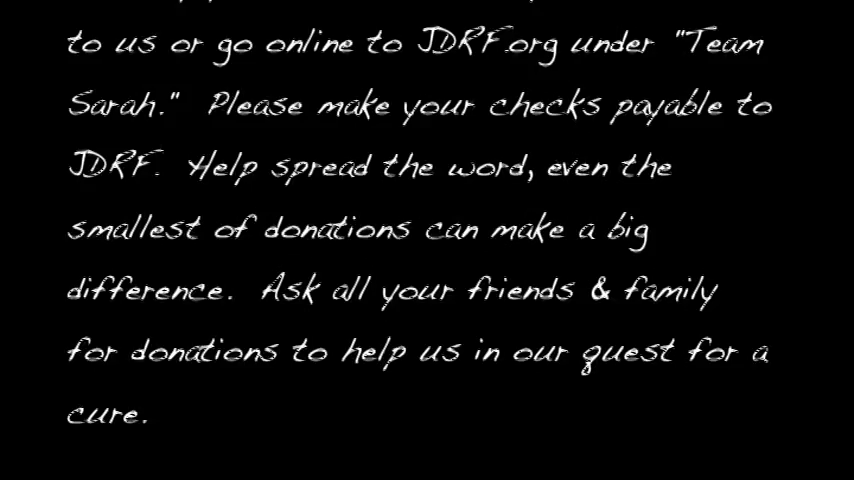 to us or go online to JDRF.org under "Team
Sarah."  Please make your checks payable to
JDRF.  Help spread the word, even the
smallest of donations can make a big
difference.  Ask all your friends & family
for donations to help us in our quest for a
cure.